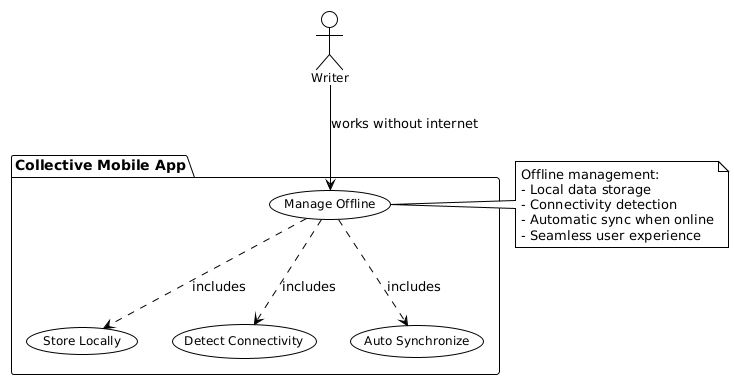 Writer
works without internet
Collective Mobile App
Manage Offline
Offline management:
- Local data storage
- Connectivity detection
- Automatic sync when online
- Seamless user experience
includes
includes
includes
Store Locally
Detect Connectivity
Auto Synchronize